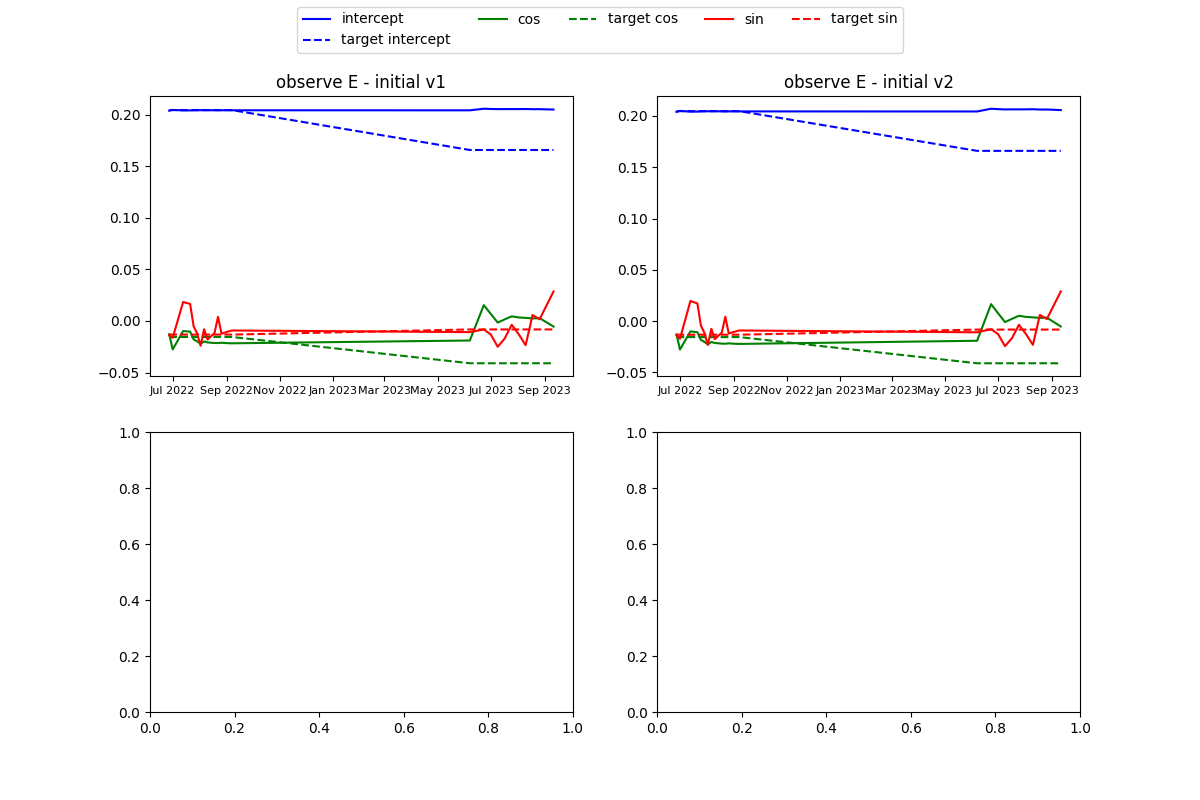 intercept cos target cos sin target sin
target intercept
observe E - initial v1 observe E - initial v2
0.20 0.20
0.15 0.15
0.10 0.10
0.05 0.05
0.00 0.00
−0.05 −0.05
Jul 2022 Sep 2022 Nov 2022 Jan 2023 Mar 2023 May 2023 Jul 2023 Sep 2023 Jul 2022 Sep 2022 Nov 2022 Jan 2023 Mar 2023 May 2023 Jul 2023 Sep 2023
1.0 1.0
0.8 0.8
0.6 0.6
0.4 0.4
0.2 0.2
0.0 0.0
0.0 0.2 0.4 0.6 0.8 1.0 0.0 0.2 0.4 0.6 0.8 1.0